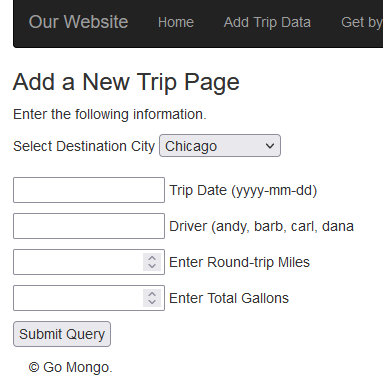 Our Website Home Add Trip Data Get by
Add a New Trip Page
Enter the following information.
Select Destination City Chicago
Trip Date (yyyy-mm-dd)
Driver (andy, barb, carl, dana
Enter Round-trip Miles
Enter Total Gallons
Submit Query
© Go Mongo.